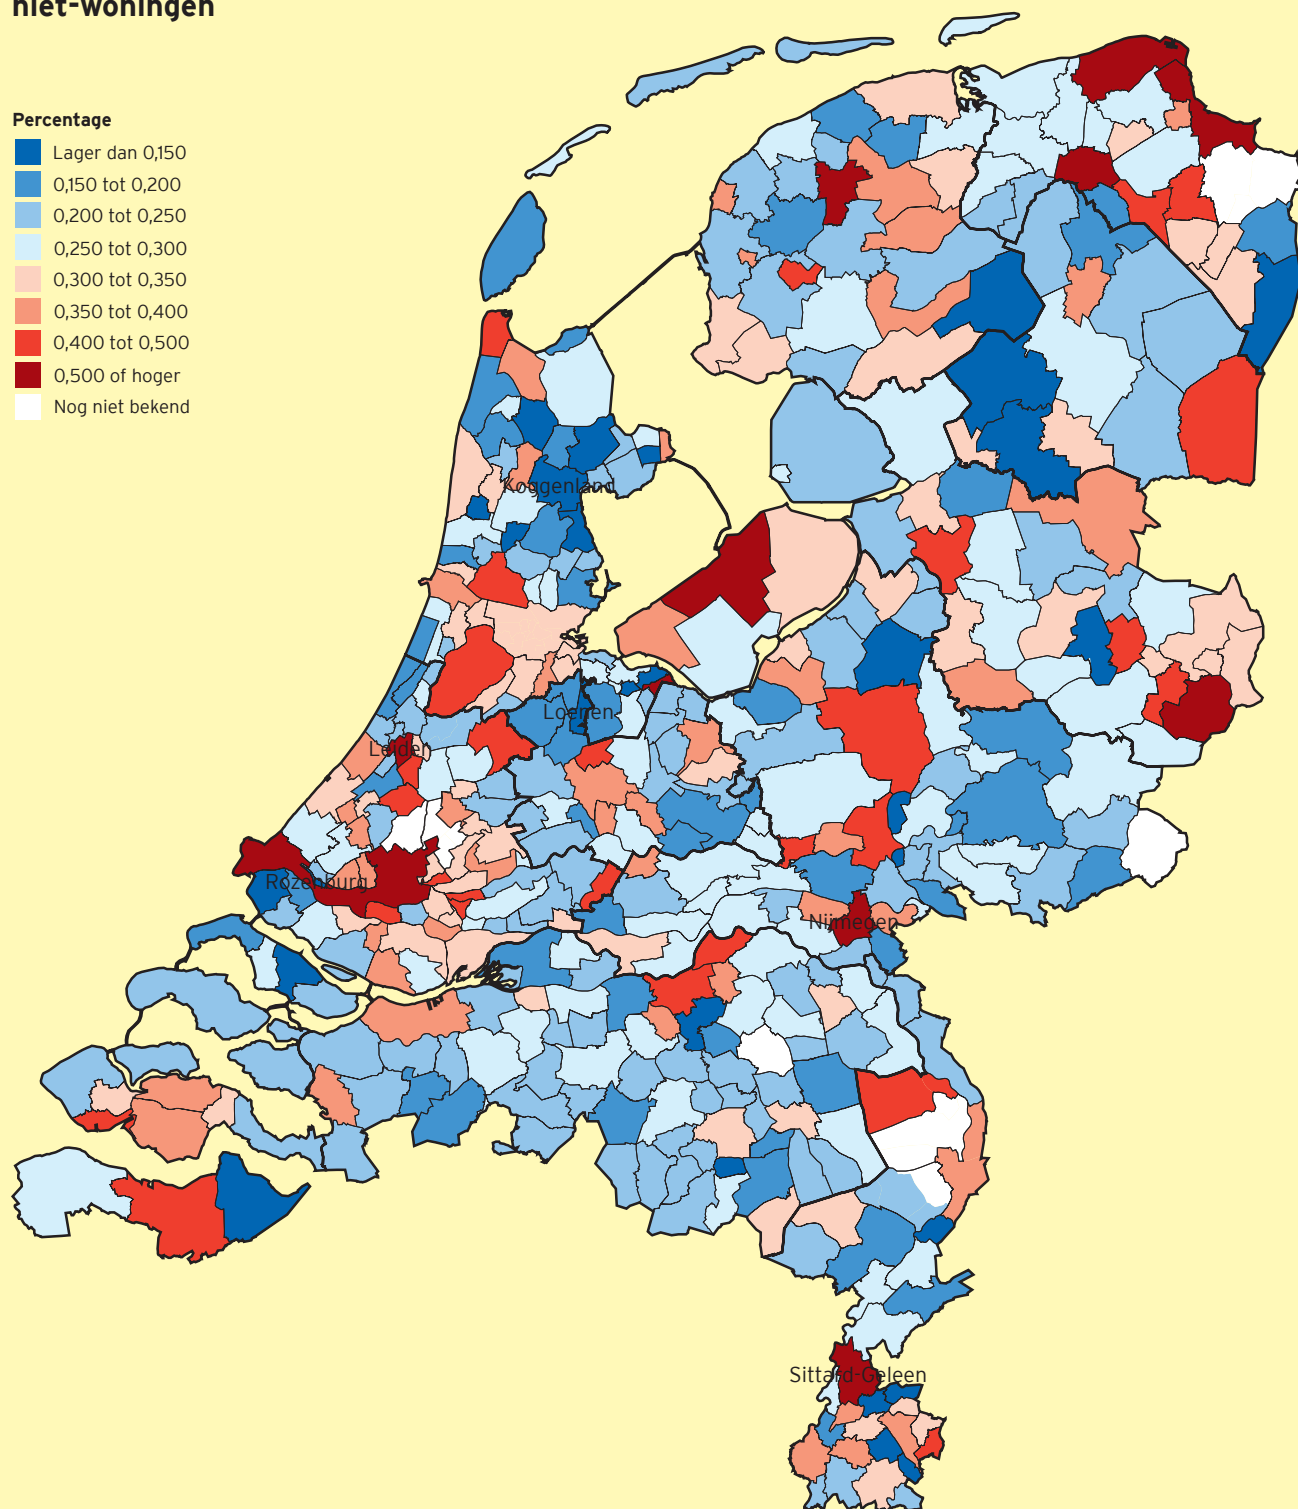 niet-woningen
Percentage
Lager dan 0,150
0,150 tot 0,200
0,200 tot 0,250
0,250 tot 0,300
0,300 tot 0,350
0,350 tot 0,400
0,400 tot 0,500
0,500 of hoger
Nog niet bekend
Koggenland
Loenen
Leiden
Rozenburg
Nijmegen
Sittard-Geleen